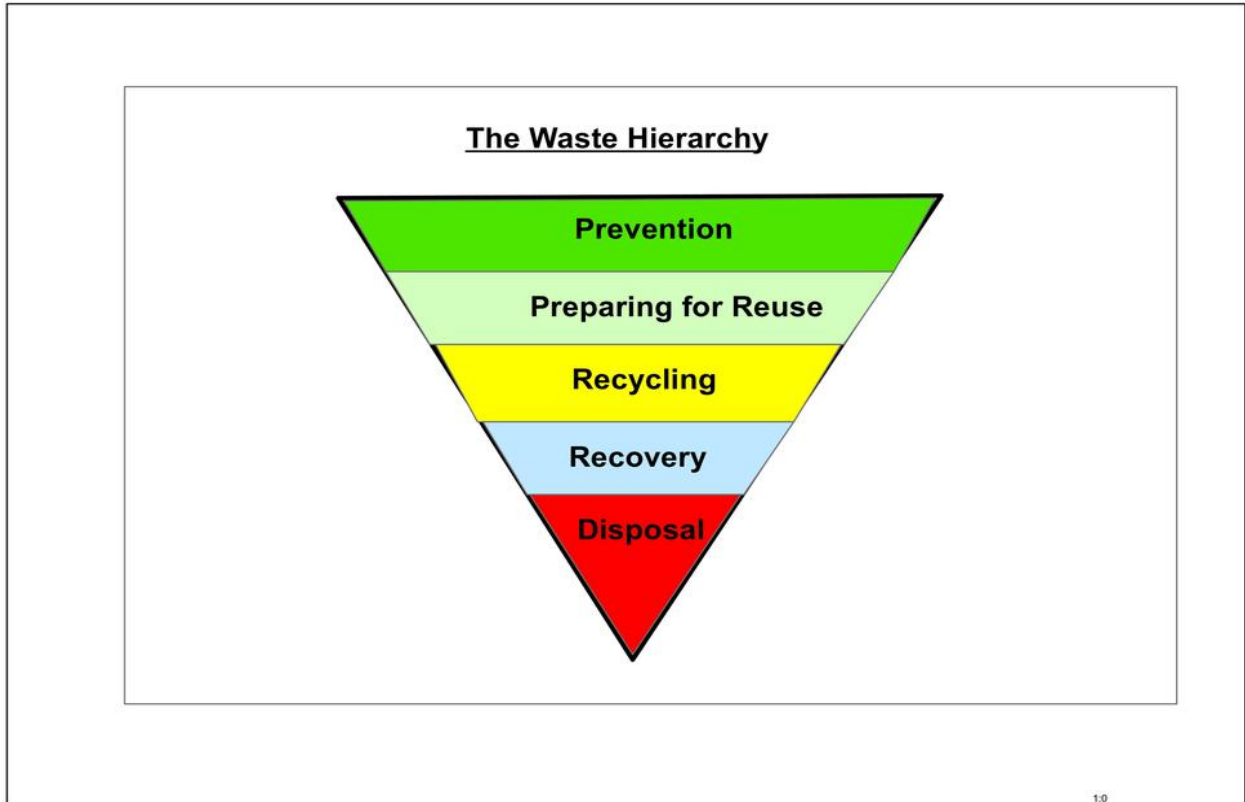 The Waste Hierarchy
Prevention
Preparing for Reuse
Recycling
Recovery
Disposal
1:0